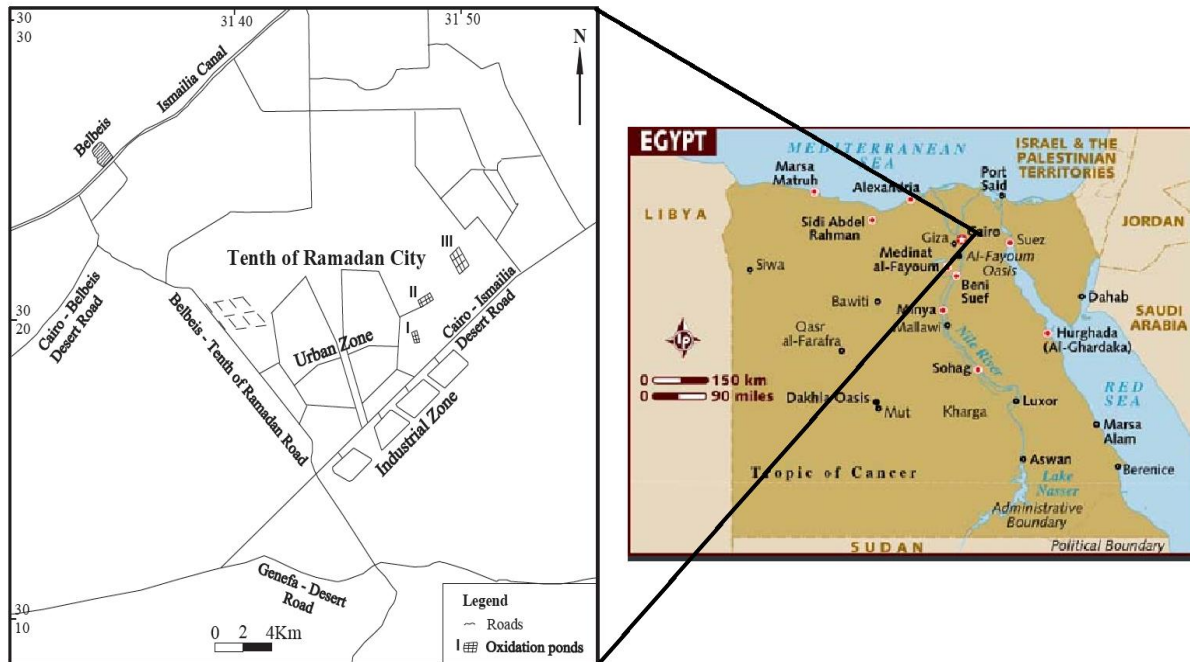 30
30
31 40
31 50
N
Ismailia Canal
Belbeis
Tenth of Ramadan City
III
II
I
Cairo-Ismailia
Desert Road
30
20
Cairo - Belbeis
Desert Road
Belbeis - Tenth of Ramadan Road
Urban Zone
Industrial Zone
Genefa - Desert
Road
30
10
0 2 4Km
Legend
Roads
I Oxidation ponds
EGYPT
MEDITERRANEAN
SEA
ISRAEL & THE
PALESTINIAN
TERRITORIES
Marsa
Matruh
Alexandria
Port
Said
LIBYA
JORDAN
Sidi Abdel
Rahman
Giza
Cairo
Suez
Siwa
Medinat
al-Fayoum
Al-Fayoum
Oasis
Beni
Suef
Dahab
SAUDI
ARABIA
Bawiti
Minya
Mallawi
Qasr
al-Farafra
Hurghada
(Al-Ghardaka)
lp
Nile River
0 150 km
0 90 miles
Sohag
RED
SEA
Dakhla Oasis
Mut
Kharga
Luxor
Marsa
Alam
Aswan
Berenice
Tropic of Cancer
Lake
Nasser
Administrative
Boundary
SUDAN
Political Boundary